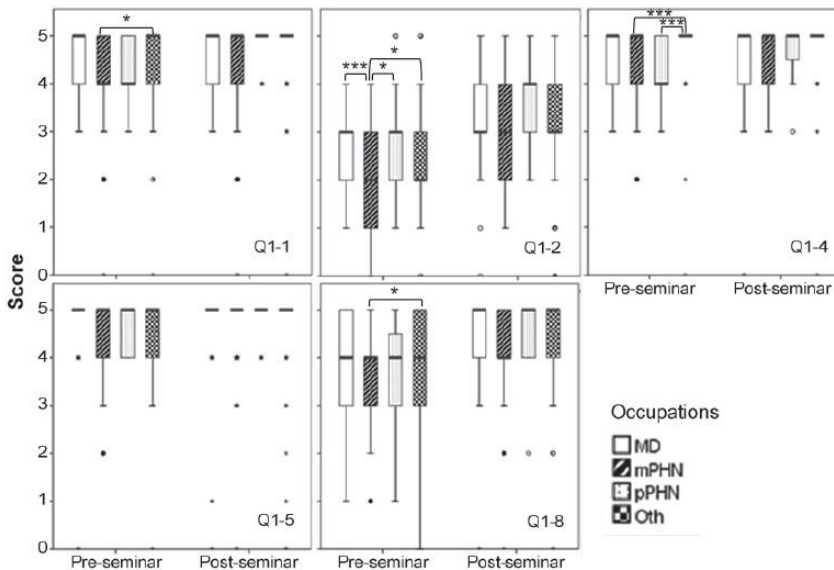 Score
5
4
3
2
1
0
*
Q1-1
*
***
*
Q1-2
***
***
Q1-4
Pre-seminar
Post-seminar
5
4
3
2
1
0
Q1-5
Pre-seminar
Post-seminar
*
Q1-8
Pre-seminar
Post-seminar
Occupations
MD
mPHN
pPHN
Oth